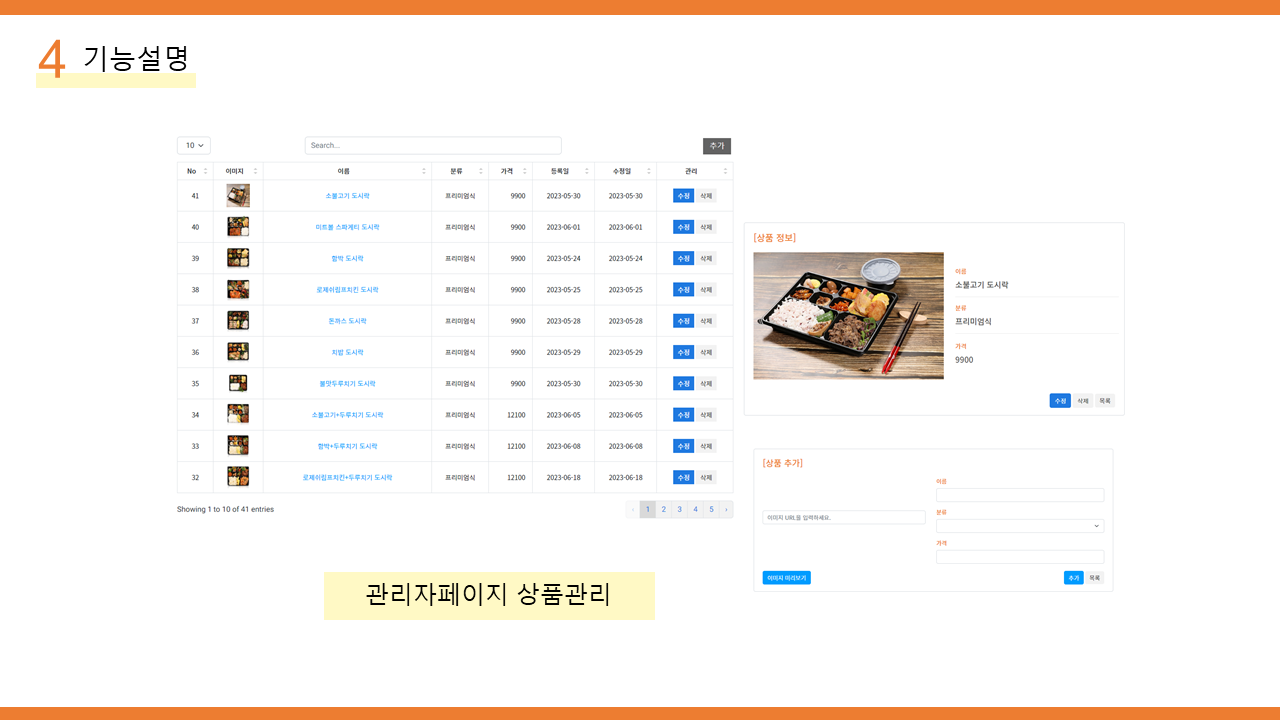 4 기능설명
10 Search... 추가
No 이미지 이름 분류 가격 등록일 수정일 관리
41 소불고기 도시락 프리미엄식 9900 2023-05-30 2023-05-30 수정 삭제
40 미트볼 스파게티 도시락 프리미엄식 9900 2023-06-01 2023-06-01 수정 삭제
39 함박 도시락 프리미엄식 9900 2023-05-24 2023-05-24 수정 삭제
38 로제쉬림프치킨 도시락 프리미엄식 9900 2023-05-25 2023-05-25 수정 삭제
37 돈까스 도시락 프리미엄식 9900 2023-05-28 2023-05-28 수정 삭제
36 치밥 도시락 프리미엄식 9900 2023-05-29 2023-05-29 수정 삭제
35 불맛두루치기 도시락 프리미엄식 9900 2023-05-30 2023-05-30 수정 삭제
34 소불고기+두루치기 도시락 프리미엄식 12100 2023-06-05 2023-06-05 수정 삭제
33 함박+두루치기 도시락 프리미엄식 12100 2023-06-08 2023-06-08 수정 삭제
32 로제쉬림프치킨+두루치기 도시락 프리미엄식 12100 2023-06-18 2023-06-18 수정 삭제
Showing 1 to 10 of 41 entries ‹ 1 2 3 4 5 ›
[상품 정보]
이름
소불고기 도시락
분류
프리미엄식
가격
9900
수정 삭제 목록
[상품 추가]
이름
이미지 URL을 입력하세요.
분류
가격
이미지 미리보기 추가 목록
관리자페이지 상품관리